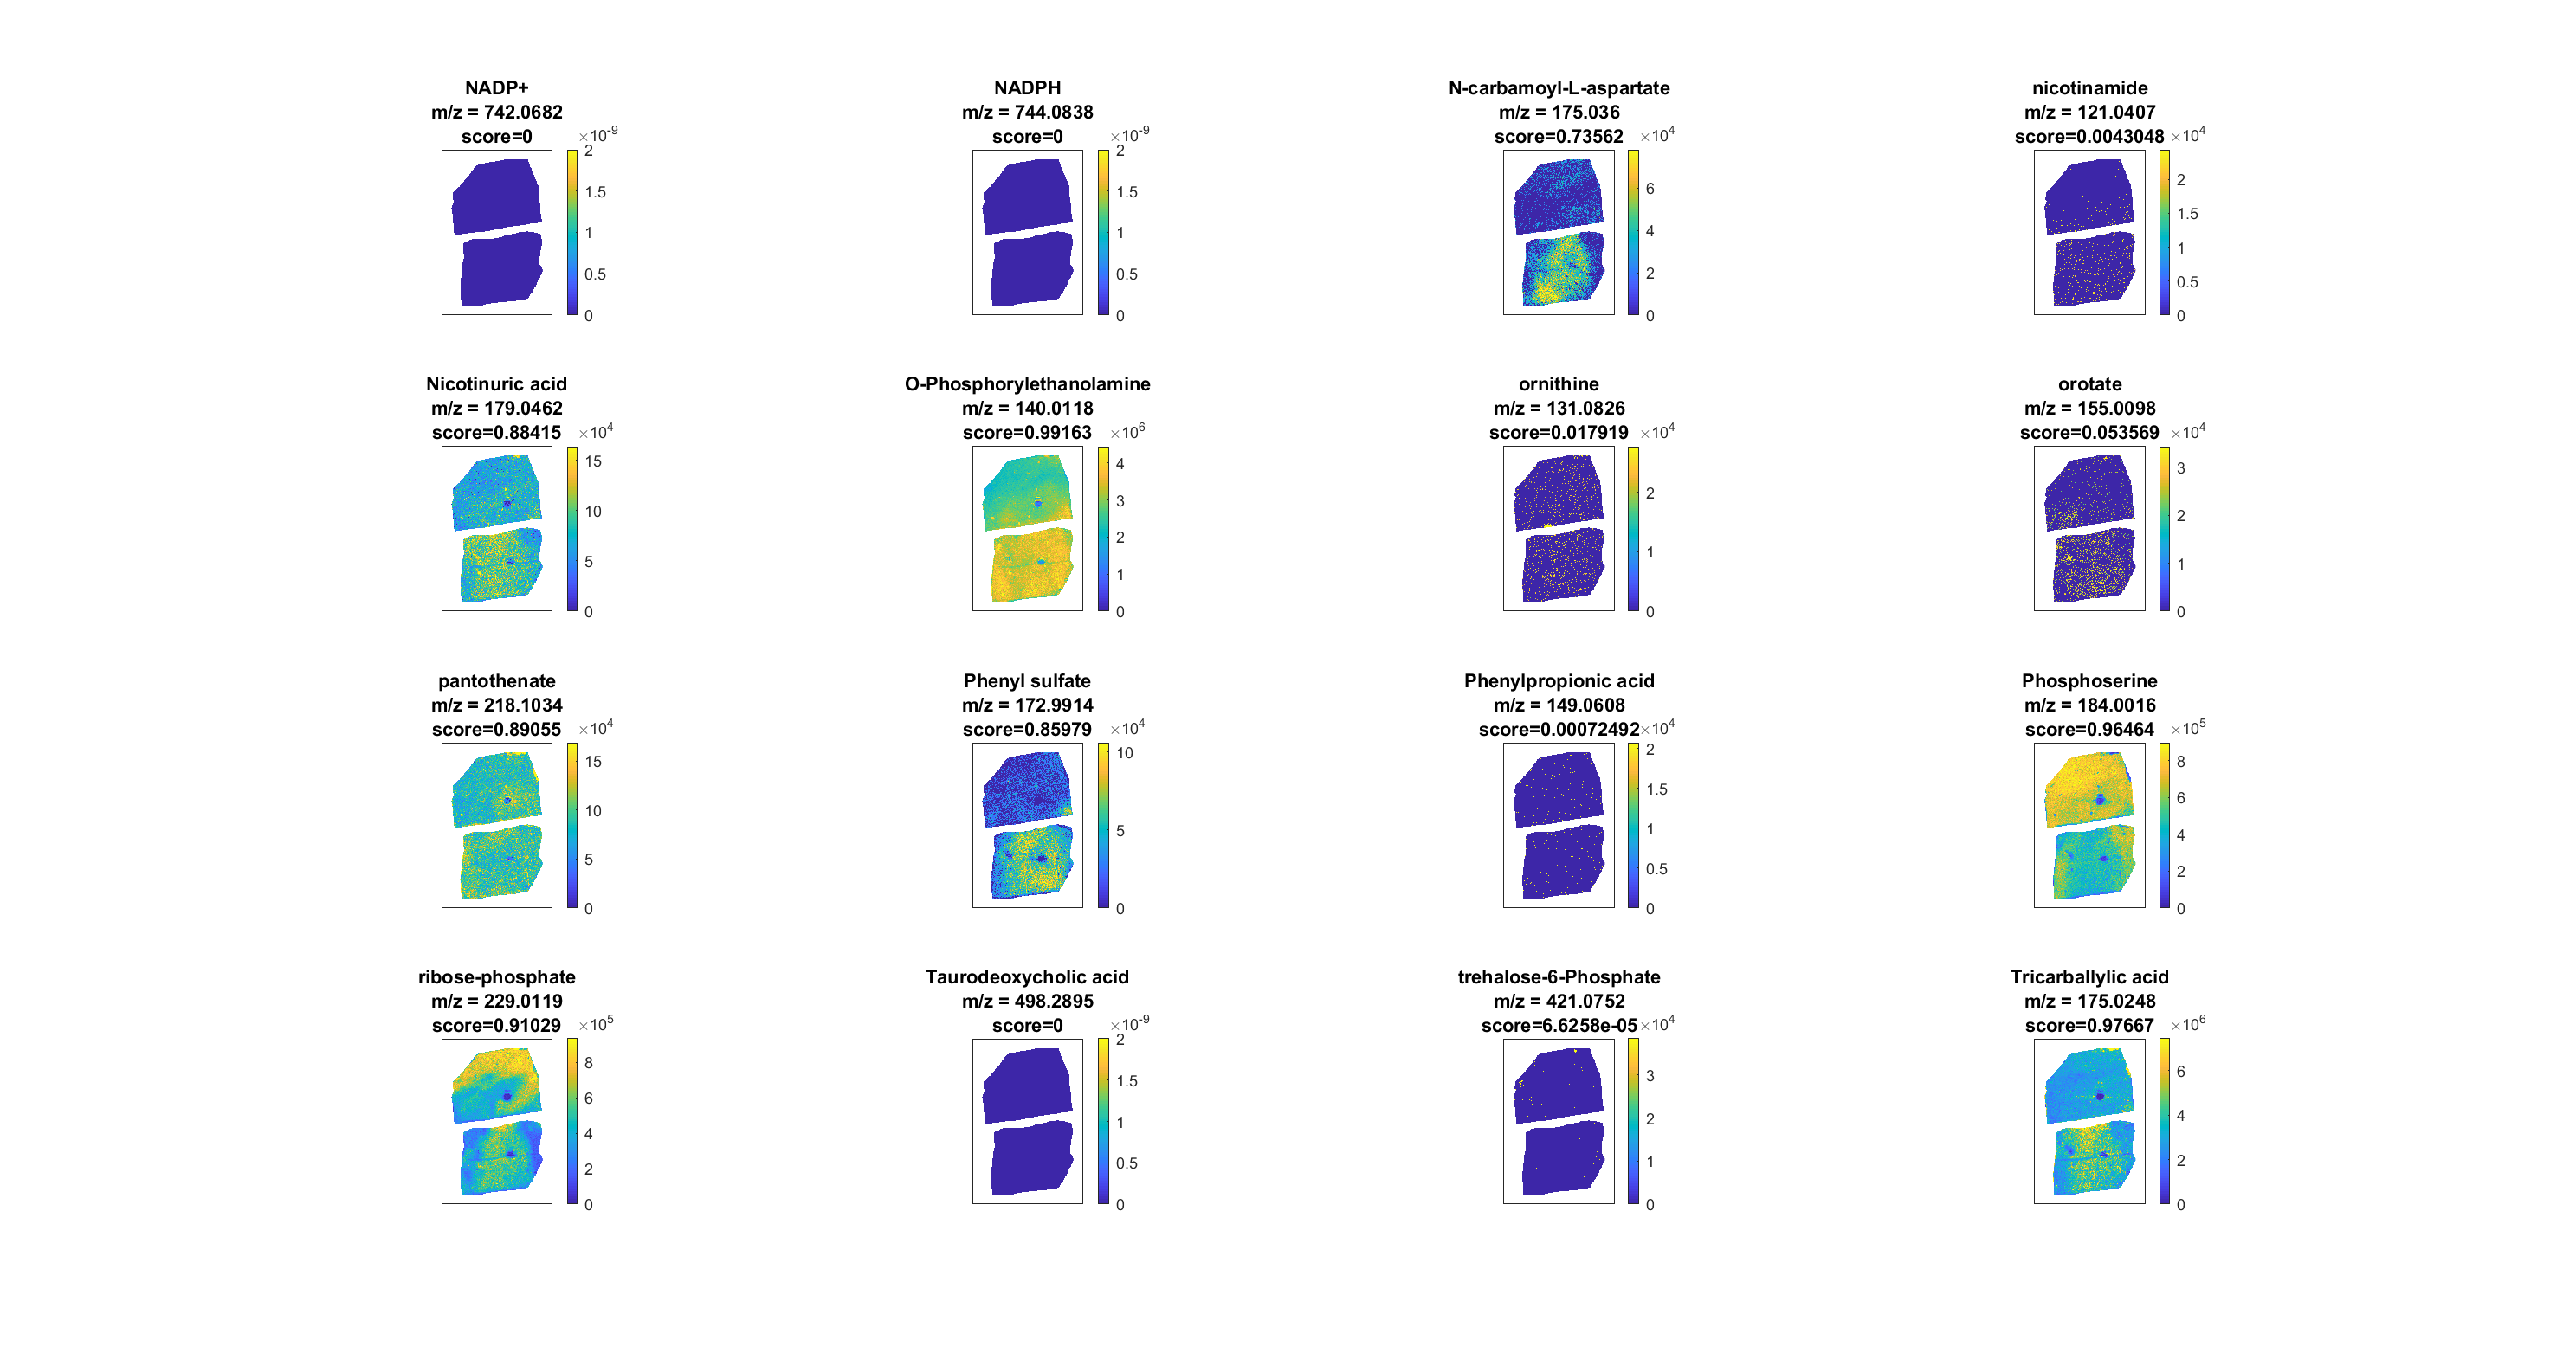 NADP+
m/z = 742.0682
score=0
×10-9
2
1.5
1
0.5
0
NADPH
m/z = 744.0838
score=0
×10-9
2
1.5
1
0.5
0
N-carbamoyl-L-aspartate
m/z = 175.036
score=0.73562
×104
6
4
2
0
nicotinamide
m/z = 121.0407
score=0.0043048
×104
2
1.5
1
0.5
0
Nicotinuric acid
m/z = 179.0462
score=0.88415
×104
15
10
5
0
O-Phosphorylethanolamine
m/z = 140.0118
score=0.99163
×106
4
3
2
1
0
ornithine
m/z = 131.0826
score=0.017919
×104
2
1
0
orotate
m/z = 155.0098
score=0.053569
×104
3
2
1
0
pantothenate
m/z = 218.1034
score=0.89055
×104
15
10
5
0
Phenyl sulfate
m/z = 172.9914
score=0.85979
×104
10
5
0
Phenylpropionic acid
m/z = 149.0608
score=0.00072492
×104
2
1.5
1
0.5
0
Phosphoserine
m/z = 184.0016
score=0.96464
×105
8
6
4
2
0
ribose-phosphate
m/z = 229.0119
score=0.91029
×105
8
6
4
2
0
Taurodeoxycholic acid
m/z = 498.2895
score=0
×10-9
2
1.5
1
0.5
0
trehalose-6-Phosphate
m/z = 421.0752
score=6.6258e-05
×104
3
2
1
0
Tricarballylic acid
m/z = 175.0248
score=0.97667
×106
6
4
2
0